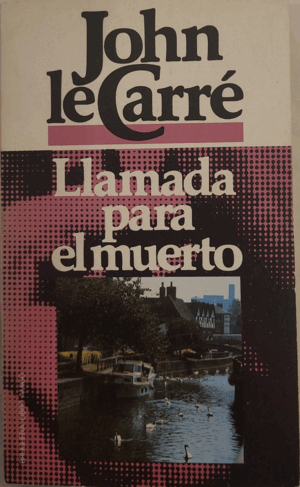 John
le Carré
Llamada
para
el muerto